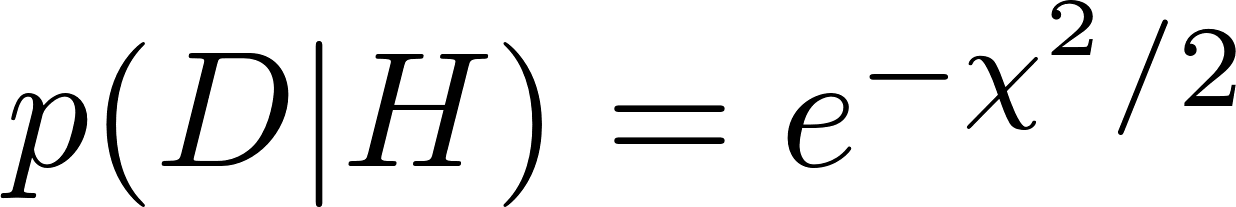 p(D|H) = e^{-χ^2/2}